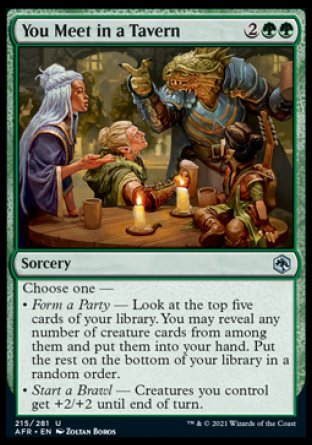 You Meet in a Tavern 2
Sorcery
Choose one —
• Form a Party — Look at the top five
cards of your library. You may reveal any
number of creature cards from among
them and put them into your hand. Put
the rest on the bottom of your library in a
random order.
• Start a Brawl — Creatures you control
get +2/+2 until end of turn.
215/281 U
AFR • EN Zoltan Boros
™ & © 2021 Wizards of the Coast